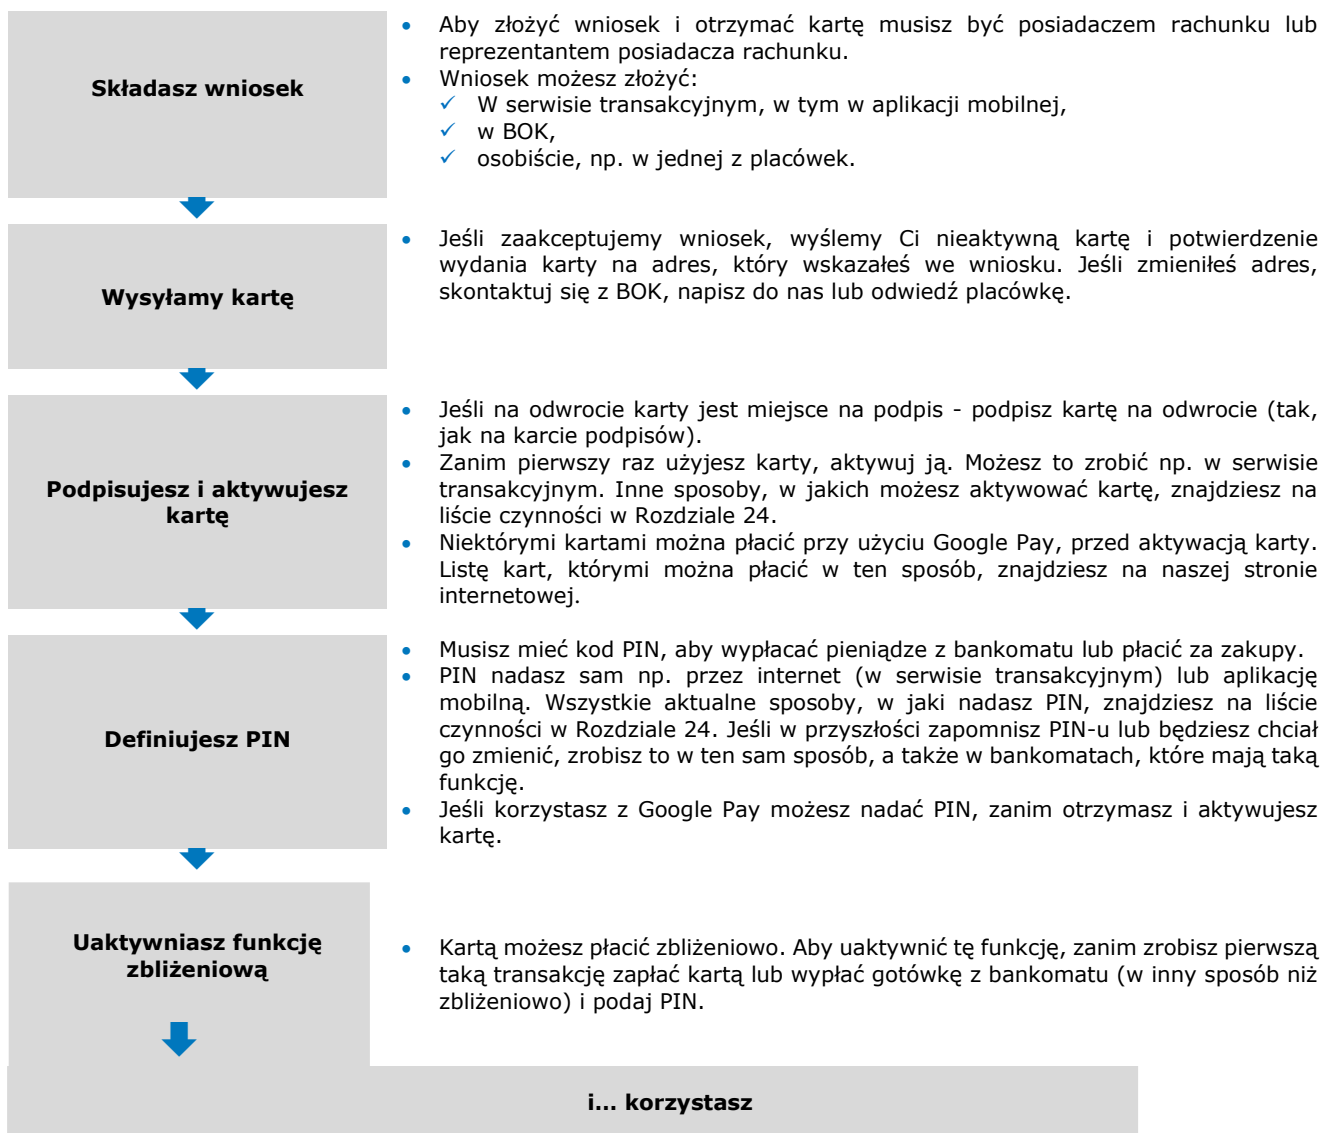 Składasz wniosek
• Aby złożyć wniosek i otrzymać kartę musisz być posiadaczem rachunku lub
reprezentantem posiadacza rachunku.
• Wniosek możesz złożyć:
✓ W serwisie transakcyjnym, w tym w aplikacji mobilnej,
✓ w BOK,
✓ osobiście, np. w jednej z placówek.
Wysyłamy kartę
• Jeśli zaakceptujemy wniosek, wyślemy Ci nieaktywną kartę i potwierdzenie
wydania karty na adres, który wskazałeś we wniosku. Jeśli zmieniłeś adres,
skontaktuj się z BOK, napisz do nas lub odwiedź placówkę.
Podpisujesz i aktywujesz
kartę
• Jeśli na odwrocie karty jest miejsce na podpis - podpisz kartę na odwrocie (tak,
jak na karcie podpisów).
• Zanim pierwszy raz użyjesz karty, aktywuj ją. Możesz to zrobić np. w serwisie
transakcyjnym. Inne sposoby, w jakich możesz aktywować kartę, znajdziesz na
liście czynności w Rozdziale 24.
• Niektórymi kartami można płacić przy użyciu Google Pay, przed aktywacją karty.
Listę kart, którymi można płacić w ten sposób, znajdziesz na naszej stronie
internetowej.
Definiujesz PIN
• Musisz mieć kod PIN, aby wypłacać pieniądze z bankomatu lub płacić za zakupy.
• PIN nadasz sam np. przez internet (w serwisie transakcyjnym) lub aplikację
mobilną. Wszystkie aktualne sposoby, w jaki nadasz PIN, znajdziesz na liście
czynności w Rozdziale 24. Jeśli w przyszłości zapomnisz PIN-u lub będziesz chciał
go zmienić, zrobisz to w ten sam sposób, a także w bankomatach, które mają taką
funkcję.
• Jeśli korzystasz z Google Pay możesz nadać PIN, zanim otrzymasz i aktywujesz
kartę.
Uaktywniasz funkcję
zbliżeniową
• Kartą możesz płacić zbliżeniowo. Aby uaktywnić tę funkcję, zanim zrobisz pierwszą
taką transakcję zapłać kartą lub wypłać gotówkę z bankomatu (w inny sposób niż
zbliżeniowo) i podaj PIN.
i… korzystasz